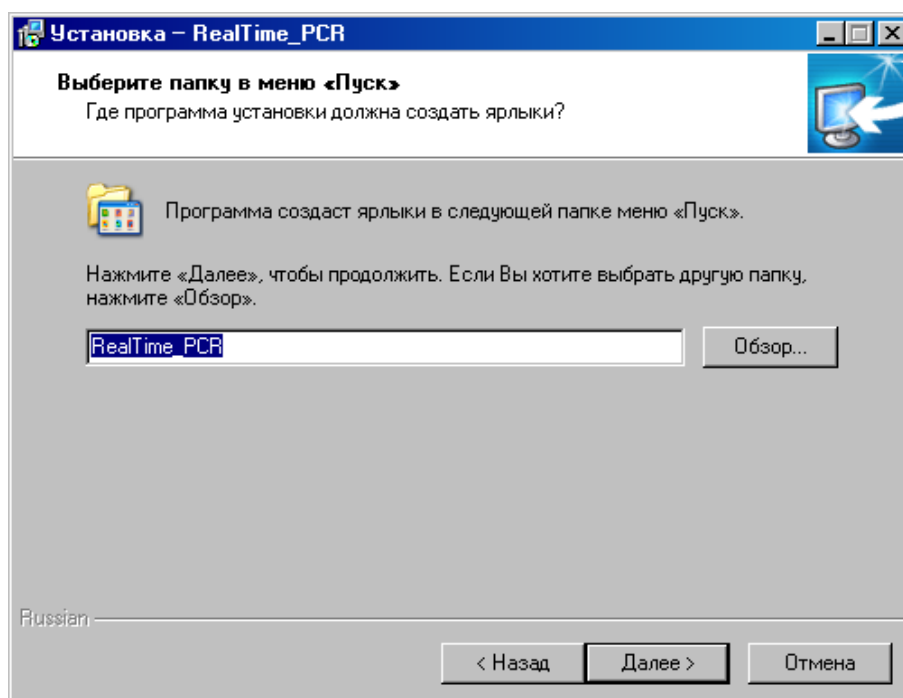 Установка – RealTime_PCR
Выберите папку в меню «Пуск»
Где программа установки должна создать ярлыки?
Программа создаст ярлыки в следующей папке меню «Пуск».
Нажмите «Далее», чтобы продолжить. Если Вы хотите выбрать другую папку,
нажмите «Обзор».
RealTime_PCR
Обзор...
Russian
< Назад
Далее >
Отмена